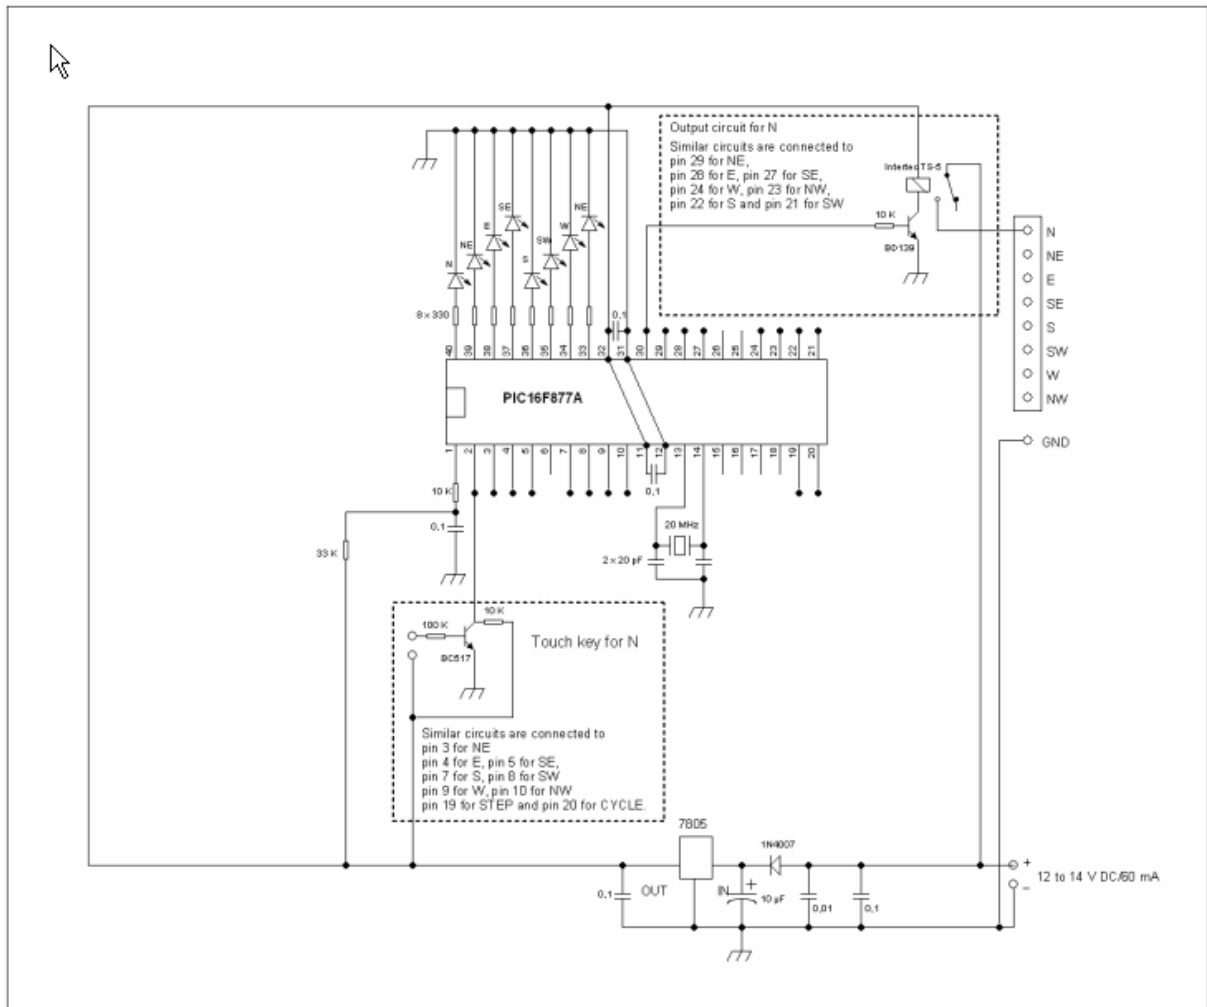 Output circuit for N
Similar circuits are connected to
pin 29 for NE,
pin 28 for E, pin 27 for SE,
pin 24 for W, pin 23 for NW,
pin 22 for S and pin 21 for SW
Intertec TS-5
10 K
BD139
N
NE
E
SE
S
SW
W
NW
GND
SE
NE
E
SW
W
NE
N
S
8 x 330
0,1
40
39
38
37
36
35
34
33
32
31
30
29
28
27
26
25
24
23
22
21
PIC16F877A
1
2
3
4
5
6
7
8
9
10
11
12
13
14
15
16
17
18
19
20
10 K
0,1
0,1
33 K
20 MHz
2 x 20 pF
10 K
100 K
BC517
Touch key for N
Similar circuits are connected to
pin 3 for NE
pin 4 for E, pin 5 for SE,
pin 7 for S, pin 8 for SW
pin 9 for W, pin 10 for NW
pin 19 for STEP and pin 20 for CYCLE.
7805
1N4007
+
12 to 14 V DC/60 mA
–
0,1
OUT
IN
+
10 µF
0,01
0,1